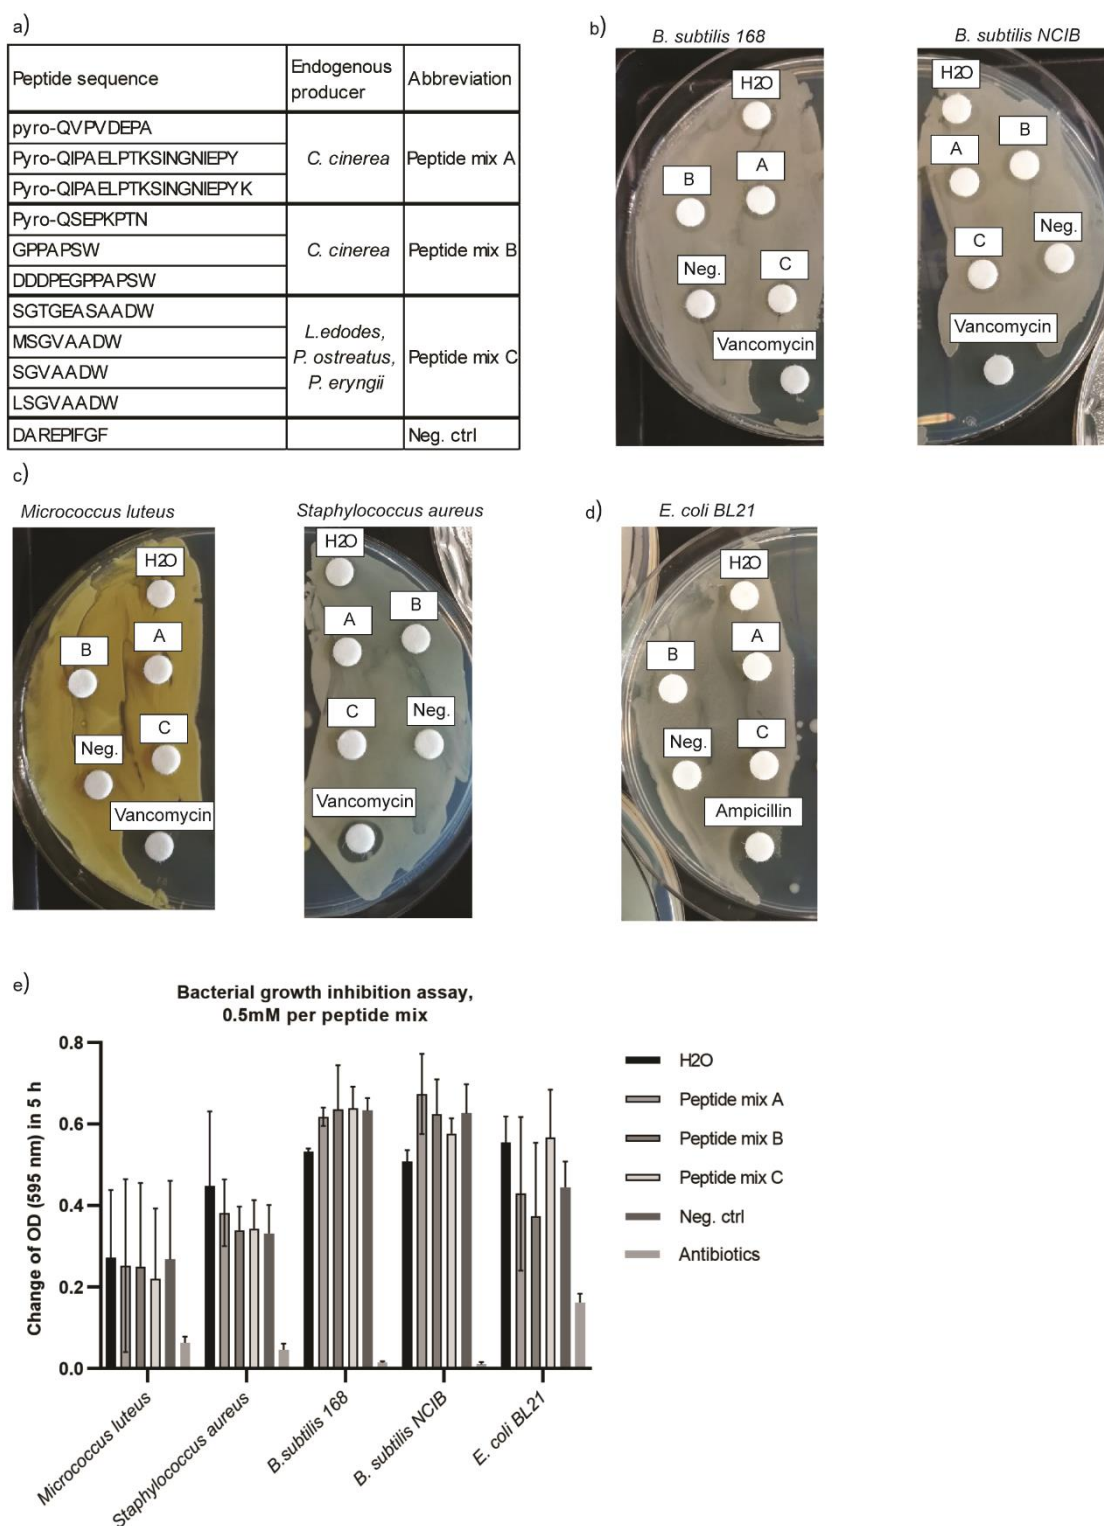 a)
Peptide sequence
Endogenous
producer
Abbreviation
pyro-QVPVDEPA
Pyro-QIPAELPTKSINGNIEPY
Pyro-QIPAELPTKSINGNIEPYK
C. cinerea
Peptide mix A
Pyro-QSEPKPTN
GPPAPSW
DDDPEGPPAPSW
C. cinerea
Peptide mix B
SGTGEASAADW
MSGVAADW
SGVAADW
LSGVAADW
L.edodes,
P. ostreatus,
P. eryngii
Peptide mix C
DAREPIFGF
Neg. ctrl
b)
B. subtilis 168
H2O
A
B
Neg.
C
Vancomycin
B. subtilis NCIB
H2O
B
A
C
Neg.
Vancomycin
c)
Micrococcus luteus
H2O
A
B
C
Neg.
Vancomycin
Staphylococcus aureus
H2O
B
A
C
Neg.
Vancomycin
d)
E. coli BL21
H2O
A
B
Neg.
C
Ampicillin
e)
Bacterial growth inhibition assay,
0.5mM per peptide mix
Change of OD (595 nm) in 5 h
0.8
0.6
0.4
0.2
0.0
Micrococcus luteus
Staphylococcus aureus
B.subtilis 168
B. subtilis NCIB
E. coli BL21
H2O
Peptide mix A
Peptide mix B
Peptide mix C
Neg. ctrl
Antibiotics